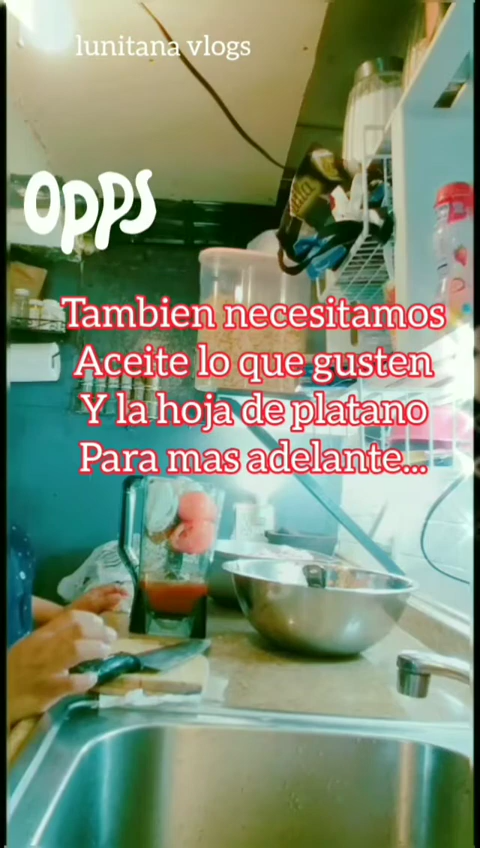 lunitana vlogs
OPPS
Tambien necesitamos
Aceite lo que gusten
Y la hoja de platano
Para mas adelante...